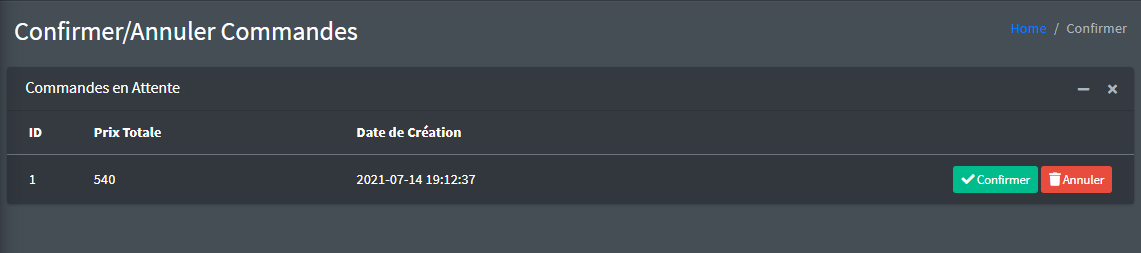 Confirmer/Annuler Commandes
Home / Confirmer
Commandes en Attente
ID Prix Totale Date de Création
1 540 2021-07-14 19:12:37 Confirmer Annuler